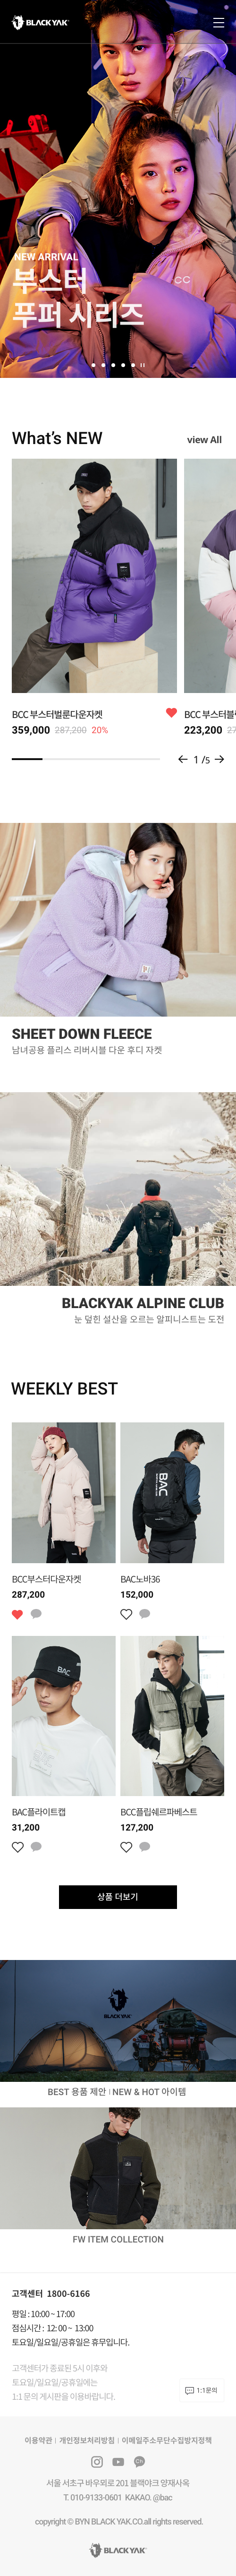 BLACKYAK
CC
NEW ARRIVAL
부스터
푸퍼 시리즈
What's NEW
view All
BCC 부스터벌룬다운자켓
359,000 287,200 20%
BCC 부스터블
223,200 27
1 /5
SHEET DOWN FLEECE
남녀공용 플리스 리버시블 다운 후디 자켓
BLACKYAK ALPINE CLUB
눈 덮힌 설산을 오르는 알피니스트는 도전
WEEKLY BEST
BAC
BCC부스터다운자켓
287,200
BAC노바36
152,000
BAC
BAC플라이트캡
31,200
BCC플립쉐르파베스트
127,200
상품 더보기
BLACKYAK
BEST 용품 제안 | NEW & HOT 아이템
FW ITEM COLLECTION
고객센터 1800-6166
평일 : 10:00 ~ 17:00
점심시간 : 12: 00 ~ 13:00
토요일/일요일/공휴일은 휴무입니다.
고객센터가 종료된 5시 이후와
토요일/일요일/공휴일에는
1:1 문의 게시판을 이용바랍니다.
1:1문의
이용약관 | 개인정보처리방침 | 이메일주소무단수집방지정책
서울 서초구 바우뫼로 201 블랙야크 양재사옥
T. 010-9133-0601 KAKAO. @bac
copyright © BYN BLACK YAK.CO.all rights reserved.
BLACKYAK